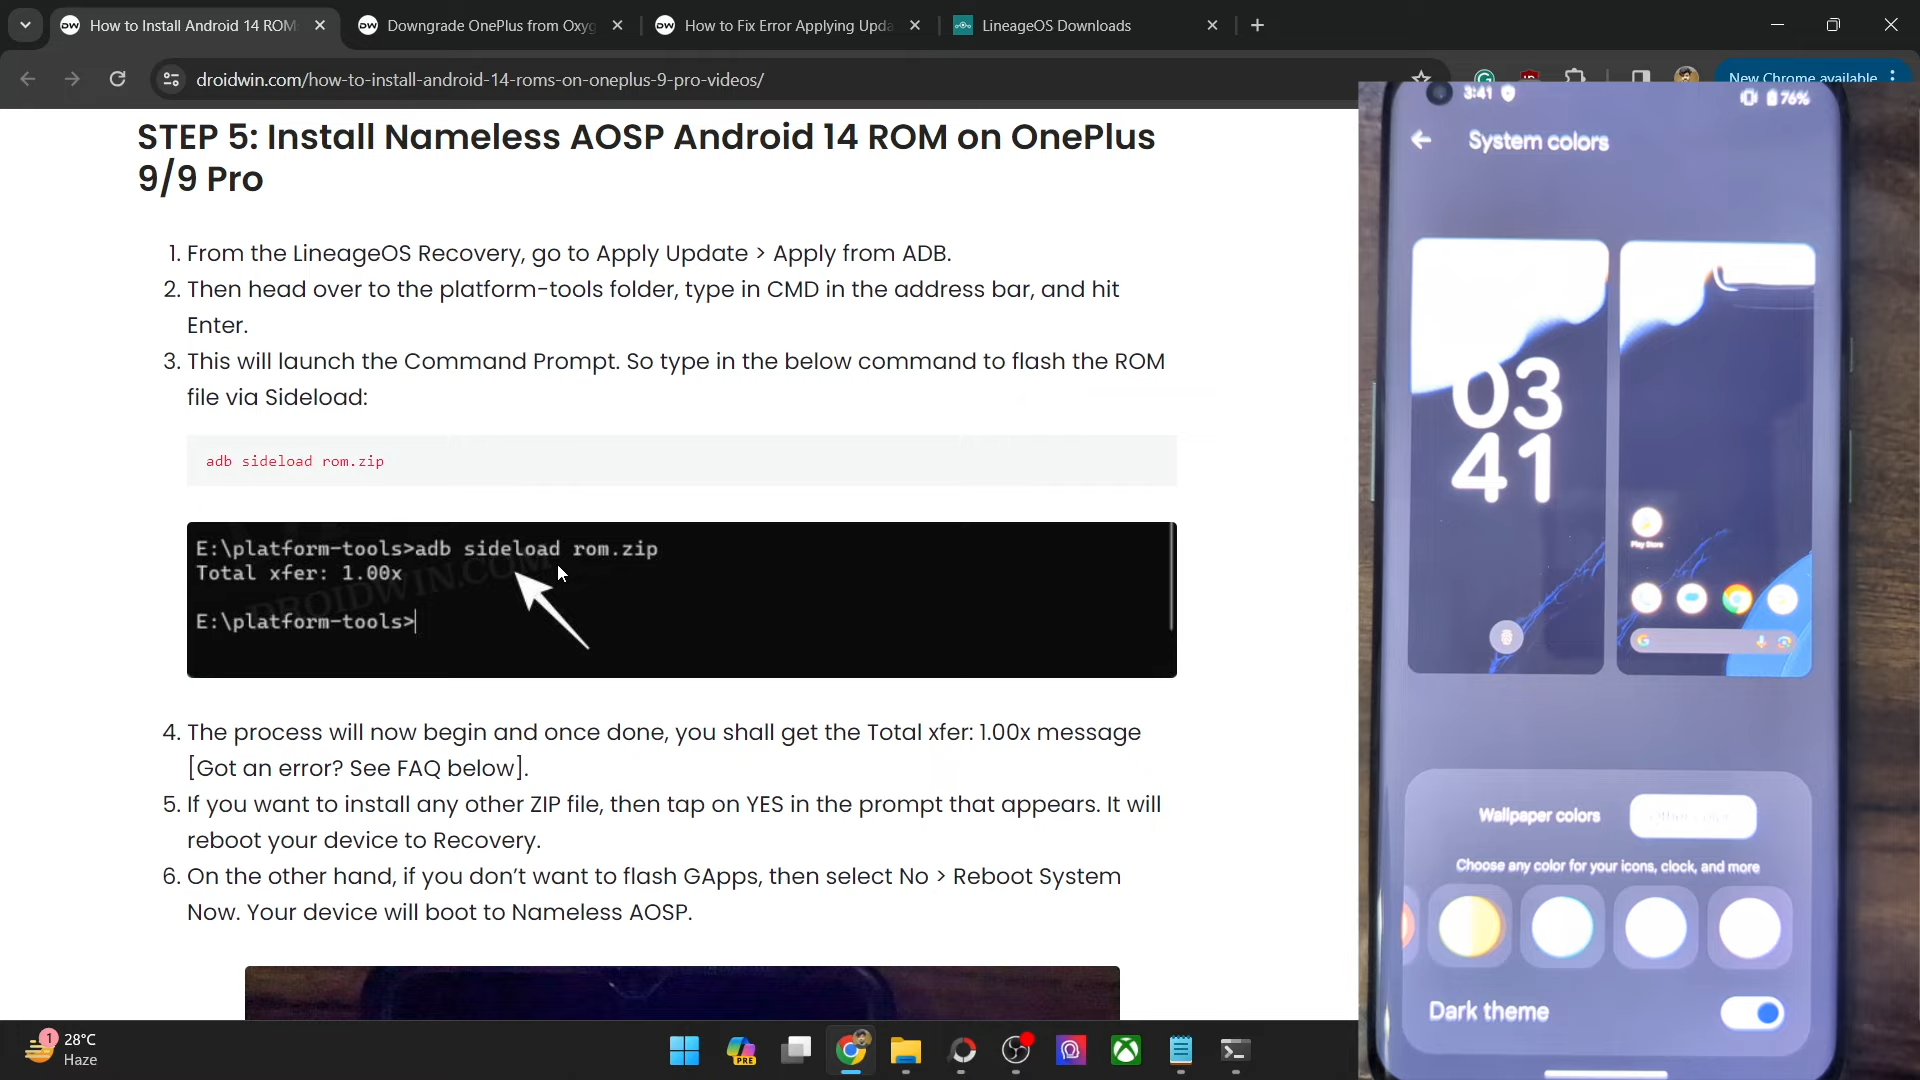 How to Install Android 14 ROM
Downgrade OnePlus from Oxyg
How to Fix Error Applying Upda
LineageOS Downloads
droidwin.com/how-to-install-android-14-roms-on-oneplus-9-pro-videos/
New Chrome available
STEP 5: Install Nameless AOSP Android 14 ROM on OnePlus
9/9 Pro
1. From the LineageOS Recovery, go to Apply Update > Apply from ADB.
2. Then head over to the platform-tools folder, type in CMD in the address bar, and hit
Enter.
3. This will launch the Command Prompt. So type in the below command to flash the ROM
file via Sideload:
adb sideload rom.zip
E:\platform-tools>adb sideload rom.zip
Total xfer: 1.00x
DROIDWIN.COM
E:\platform-tools>
4. The process will now begin and once done, you shall get the Total xfer: 1.00x message
[Got an error? See FAQ below].
5. If you want to install any other ZIP file, then tap on YES in the prompt that appears. It will
reboot your device to Recovery.
6. On the other hand, if you don't want to flash GApps, then select No > Reboot System
Now. Your device will boot to Nameless AOSP.
3:41
76%
System colors
03
41
Play Store
Wallpaper colors
Choose any color for your icons, clock, and more
Dark theme
1
28°C
Haze
PRE